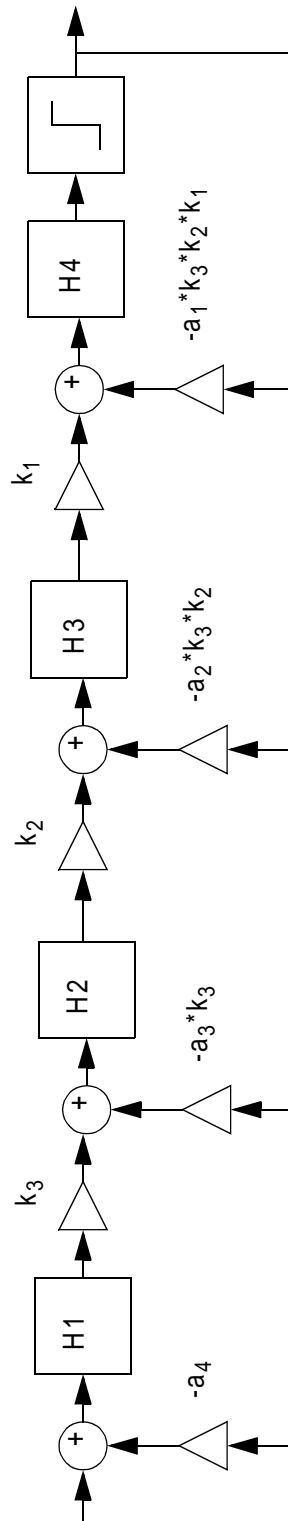 +
H1
k3
+
H2
k2
+
H3
k1
+
H4
-a4
-a3*k3
-a2*k3*k2
-a1*k3*k2*k1